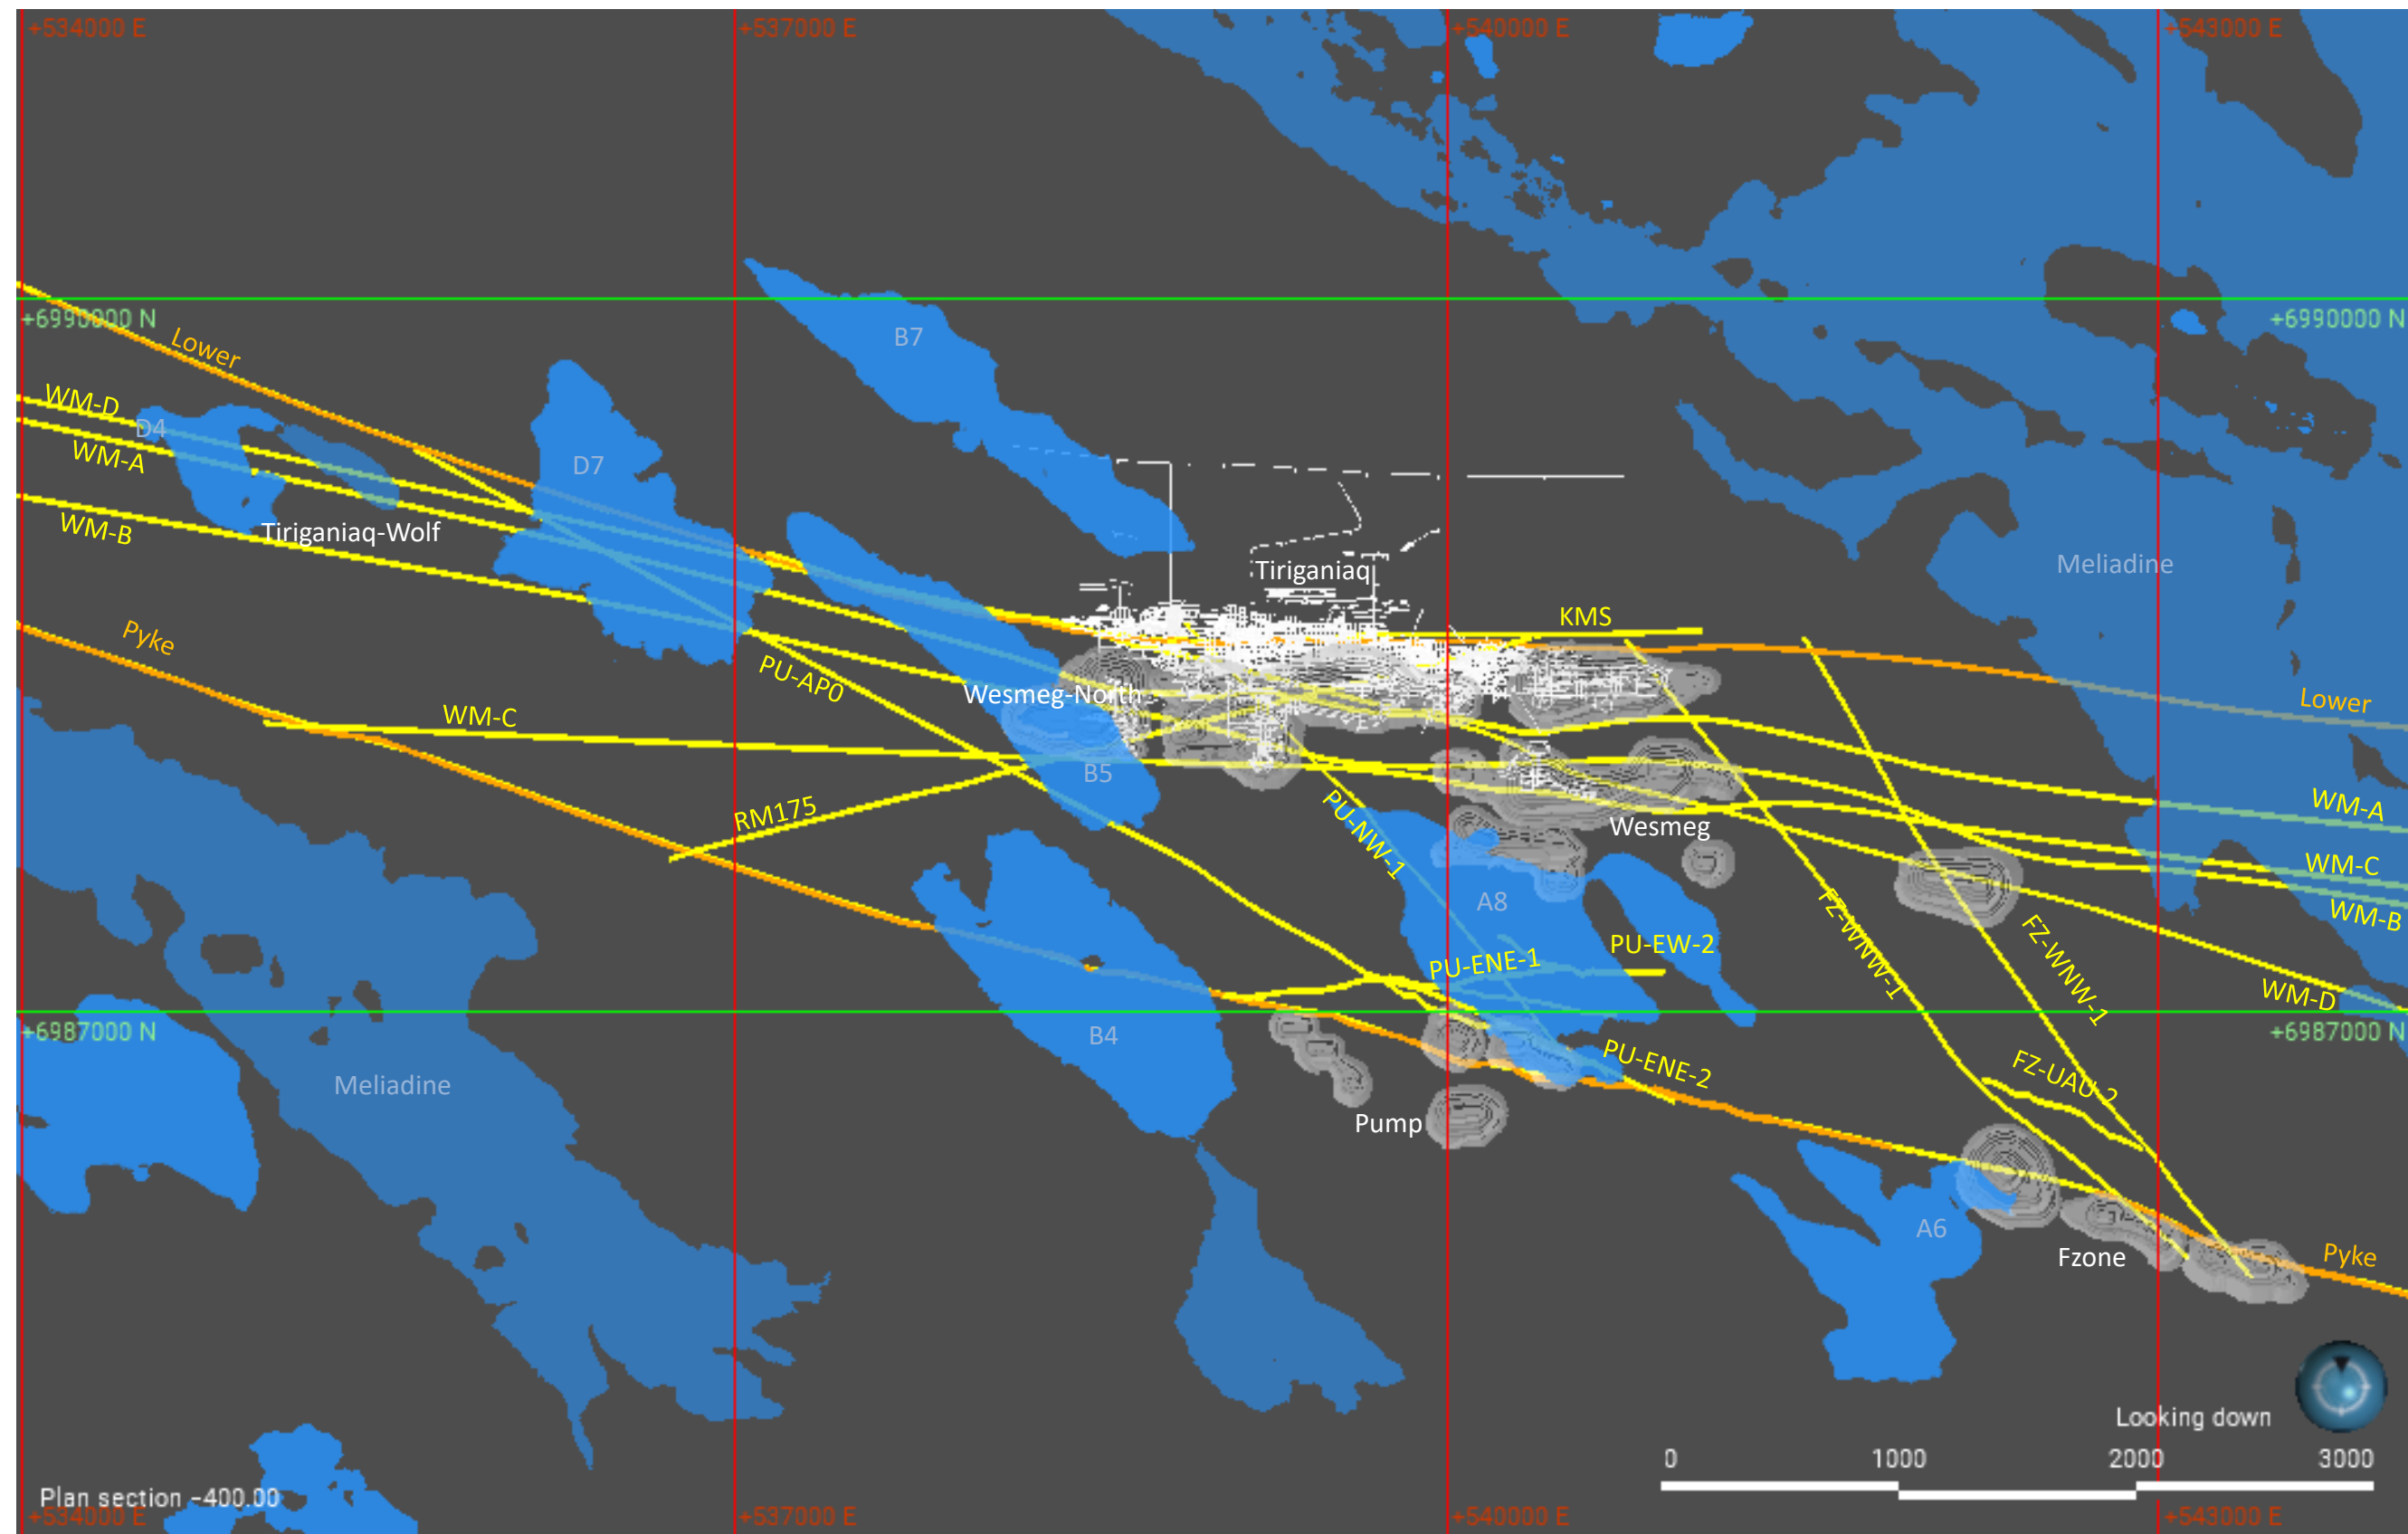 +534000 E
+537000 E
+540000 E
+543000 E
+6990000 N
+6990000 N
Lower
B7
WM-D
D4
WM-A
D7
WM-B
Tiriganiaq-Wolf
Tiriganiaq
Meliadine
KMS
Pyke
PU-AP0
Wesmeg-North
WM-C
Lower
B5
RM175
PU-NW-1
Wesmeg
WM-A
WM-C
WM-B
A8
FZ-WMW-1
FZ-WNW-1
PU-EW-2
PU-ENE-1
WM-D
+6987000 N
+6987000 N
B4
Meliadine
PU-ENE-2
FZ-UAU-2
Pump
A6
Fzone
Pyke
Looking down
0 1000 2000 3000
Plan section -400.00
+534000 E
+537000 E
+540000 E
+543000 E